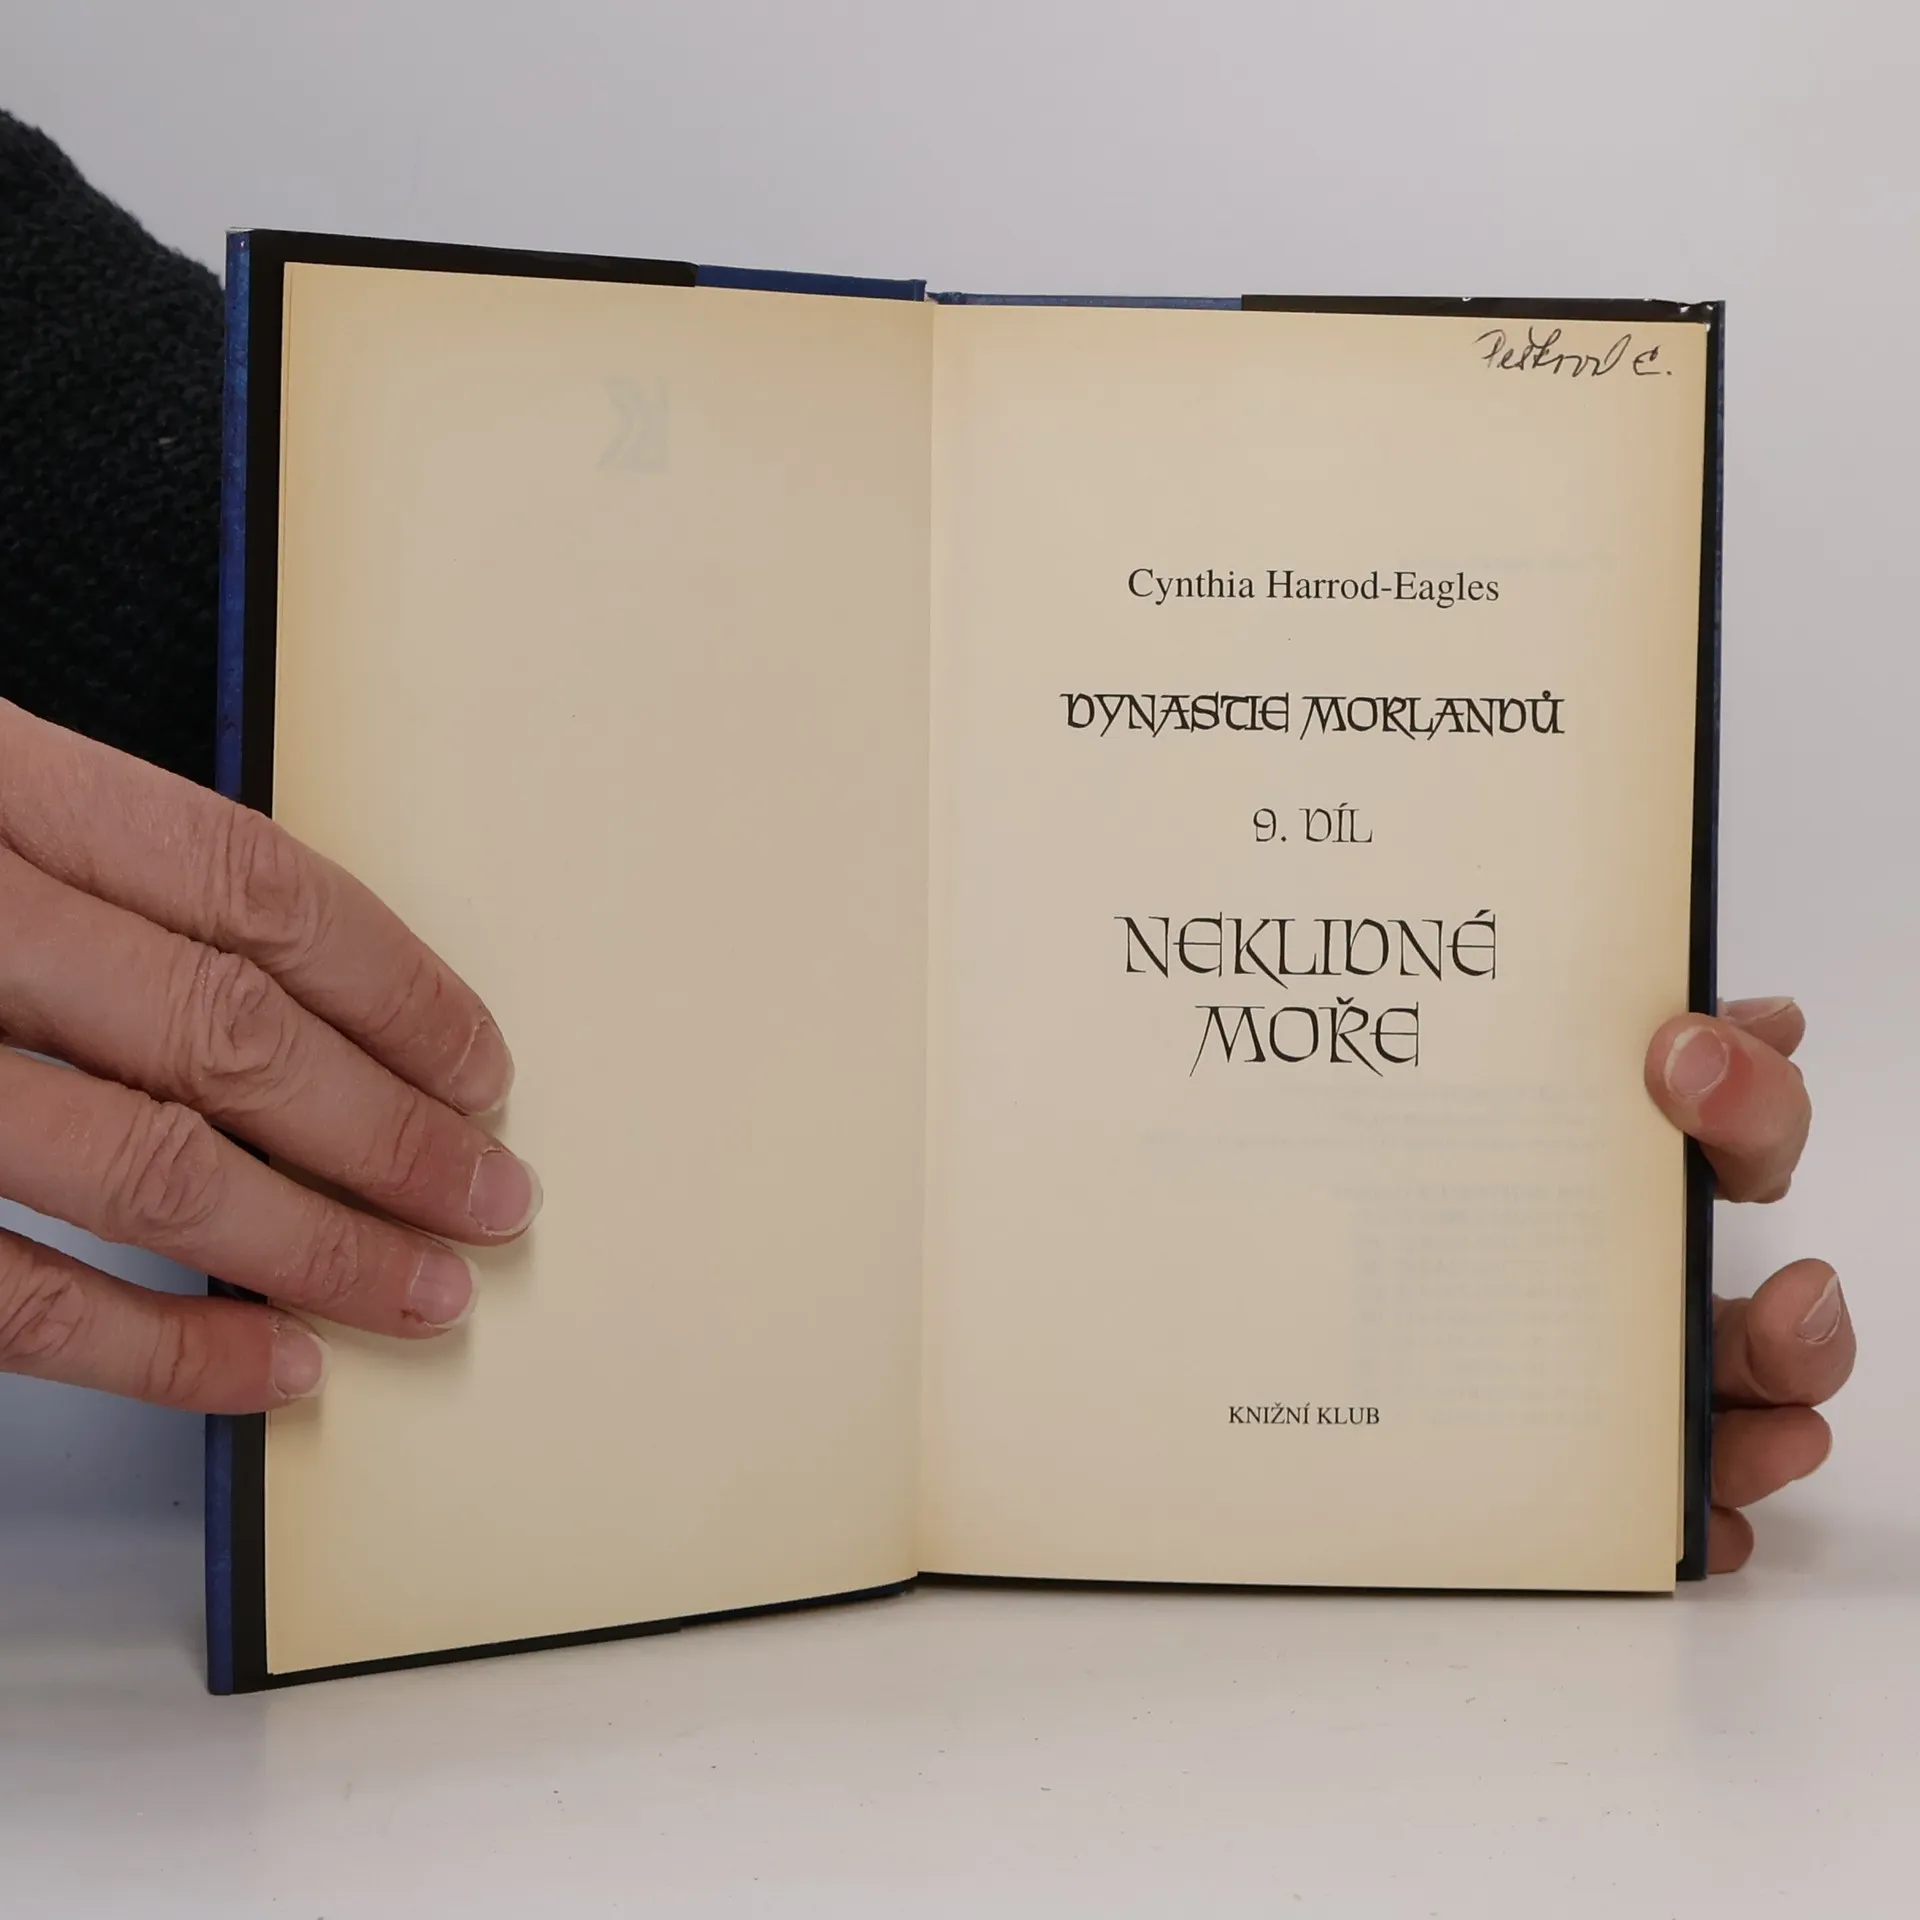 Cynthia Harrod-Eagles
DYNASTIE MORLANDŮ
9. DÍL
NEKLIDNÉ
MOŘE
KNIŽNÍ KLUB